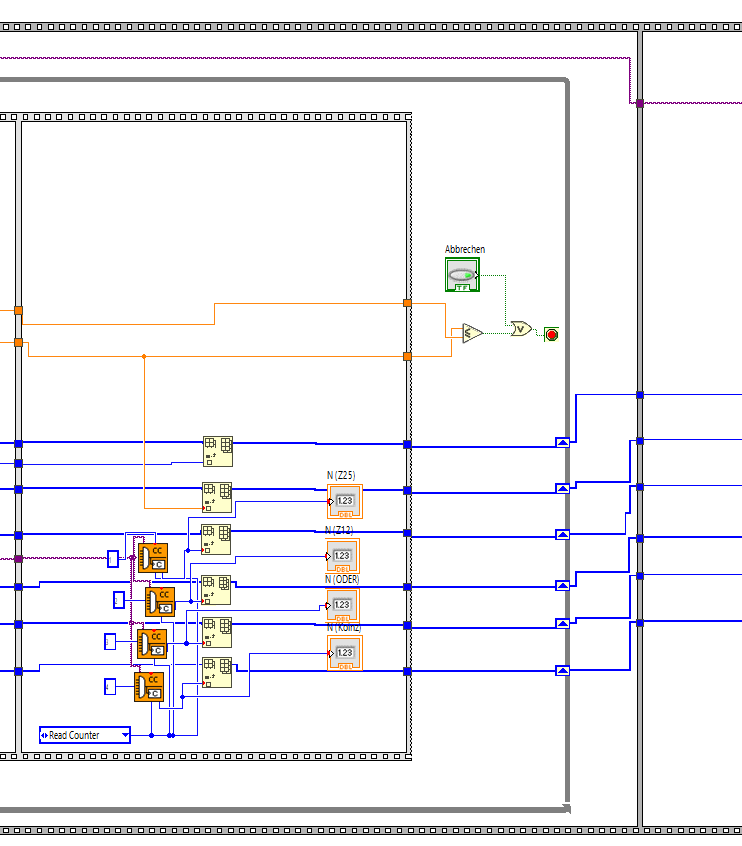 Abbrechen
TF
V
≤
N (Z25)
1.23
DBL
N (Z12)
1.23
DBL
N (ODER)
1.23
DBL
N (Koinz)
1.23
DBL
CC
C
CC
C
CC
C
CC
C
Read Counter